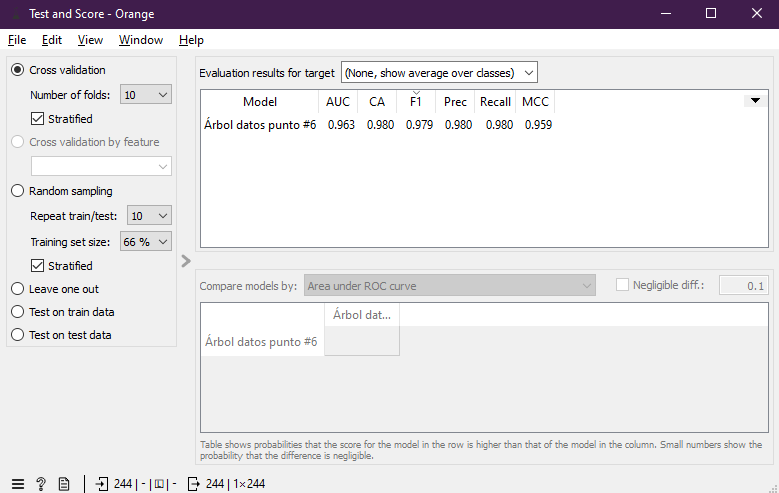 Test and Score - Orange
File Edit View Window Help
Cross validation
Number of folds: 10
Stratified
Cross validation by feature
Random sampling
Repeat train/test: 10
Training set size: 66 %
Stratified
Leave one out
Test on train data
Test on test data
Evaluation results for target (None, show average over classes)
Model AUC CA F1 Prec Recall MCC
Árbol datos punto #6 0.963 0.980 0.979 0.980 0.980 0.959
Compare models by: Area under ROC curve Negligible diff.: 0.1
Árbol dat...
Árbol datos punto #6
Table shows probabilities that the score for the model in the row is higher than that of the model in the column. Small numbers show the
probability that the difference is negligible.
244 | - | - 244 | 1×244